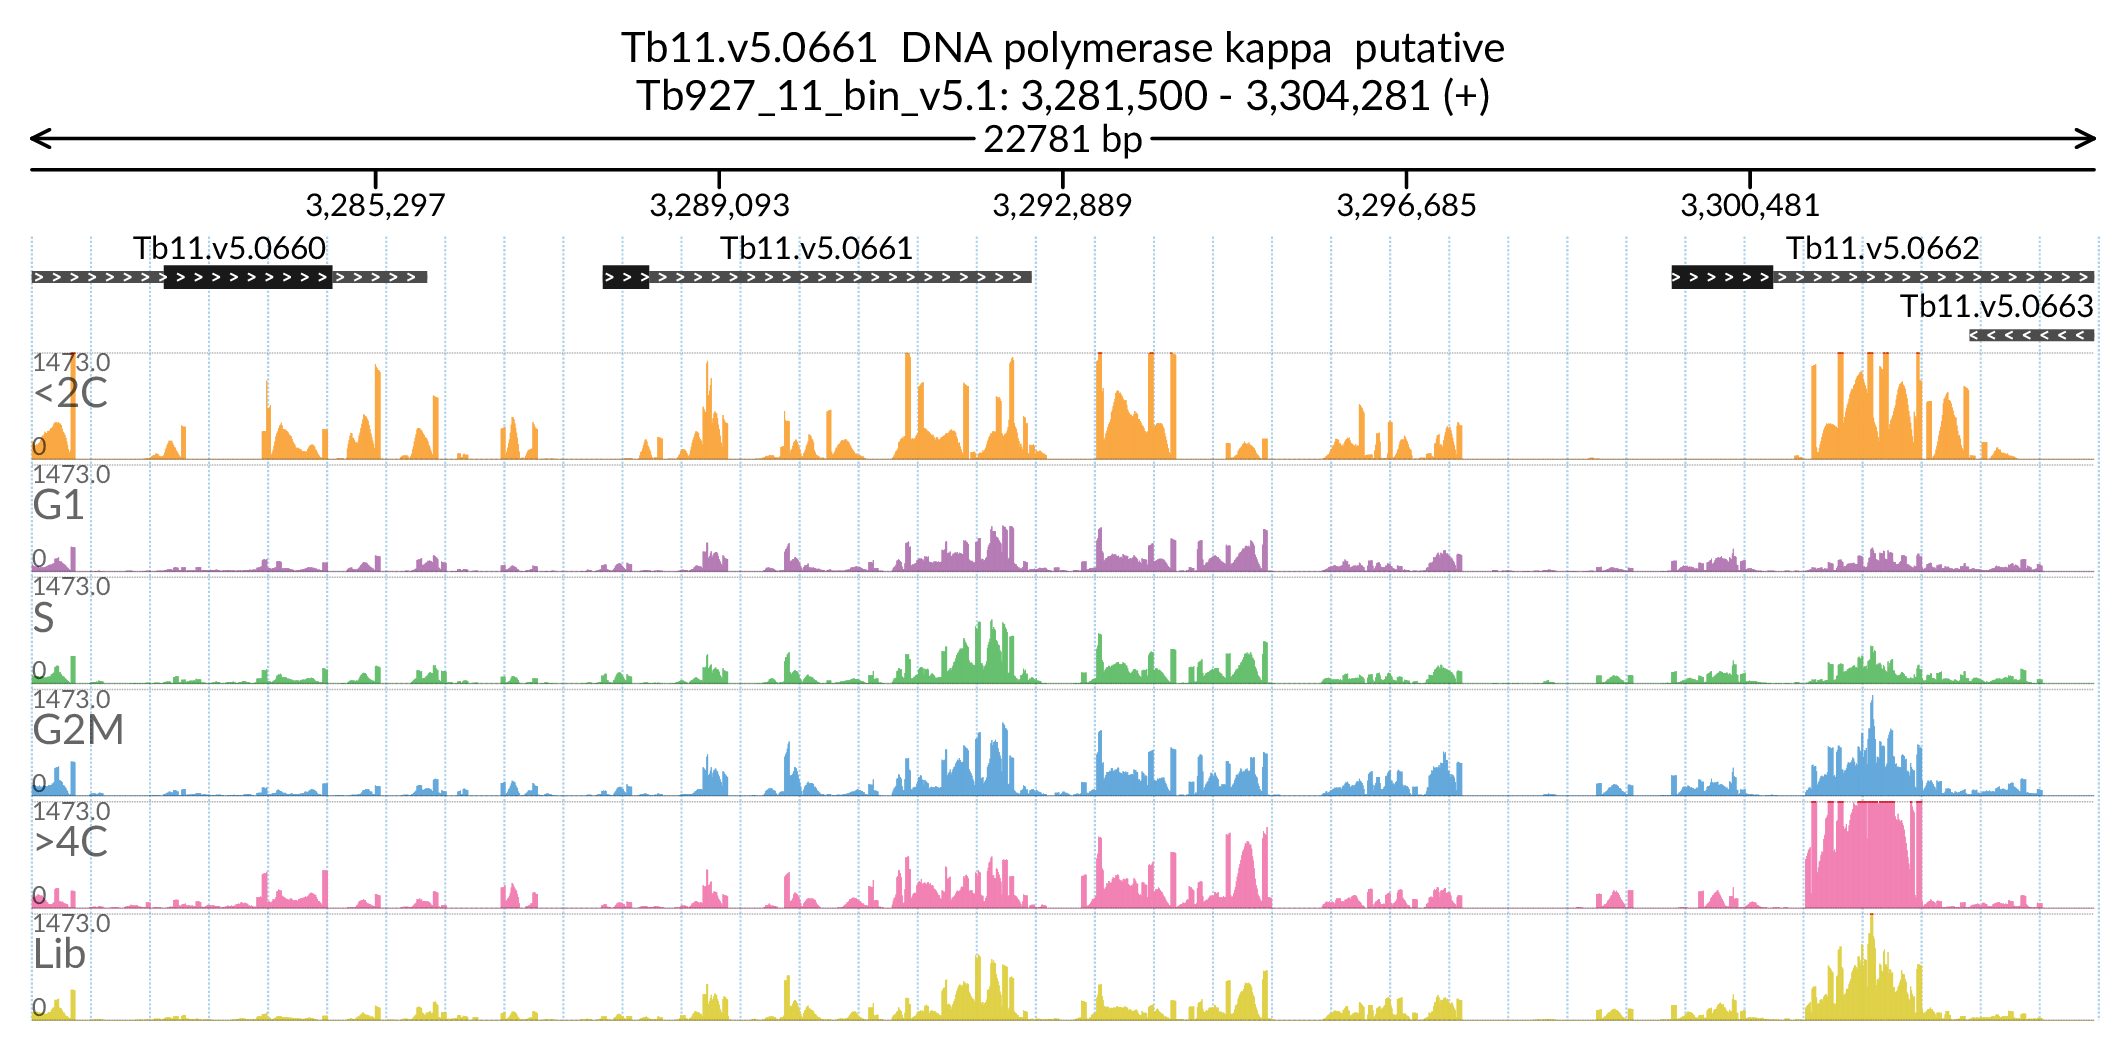 Tb11.v5.0661  DNA polymerase kappa  putative
Tb927_11_bin_v5.1: 3,281,500 - 3,304,281 (+)
22781 bp
3,285,297 3,289,093 3,292,889 3,296,685 3,300,481
Tb11.v5.0660 Tb11.v5.0661 Tb11.v5.0662
Tb11.v5.0663
1473.0
<2C
0
1473.0
G1
0
1473.0
S
0
1473.0
G2M
0
1473.0
>4C
0
1473.0
Lib
0